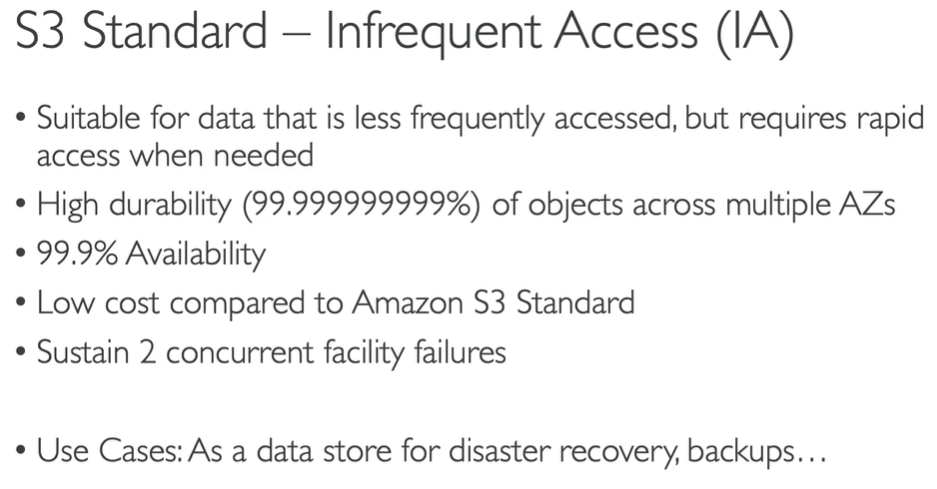 S3 Standard – Infrequent Access (IA)
• Suitable for data that is less frequently accessed, but requires rapid
access when needed
• High durability (99.999999999%) of objects across multiple AZs
• 99.9% Availability
• Low cost compared to Amazon S3 Standard
• Sustain 2 concurrent facility failures
• Use Cases: As a data store for disaster recovery, backups…